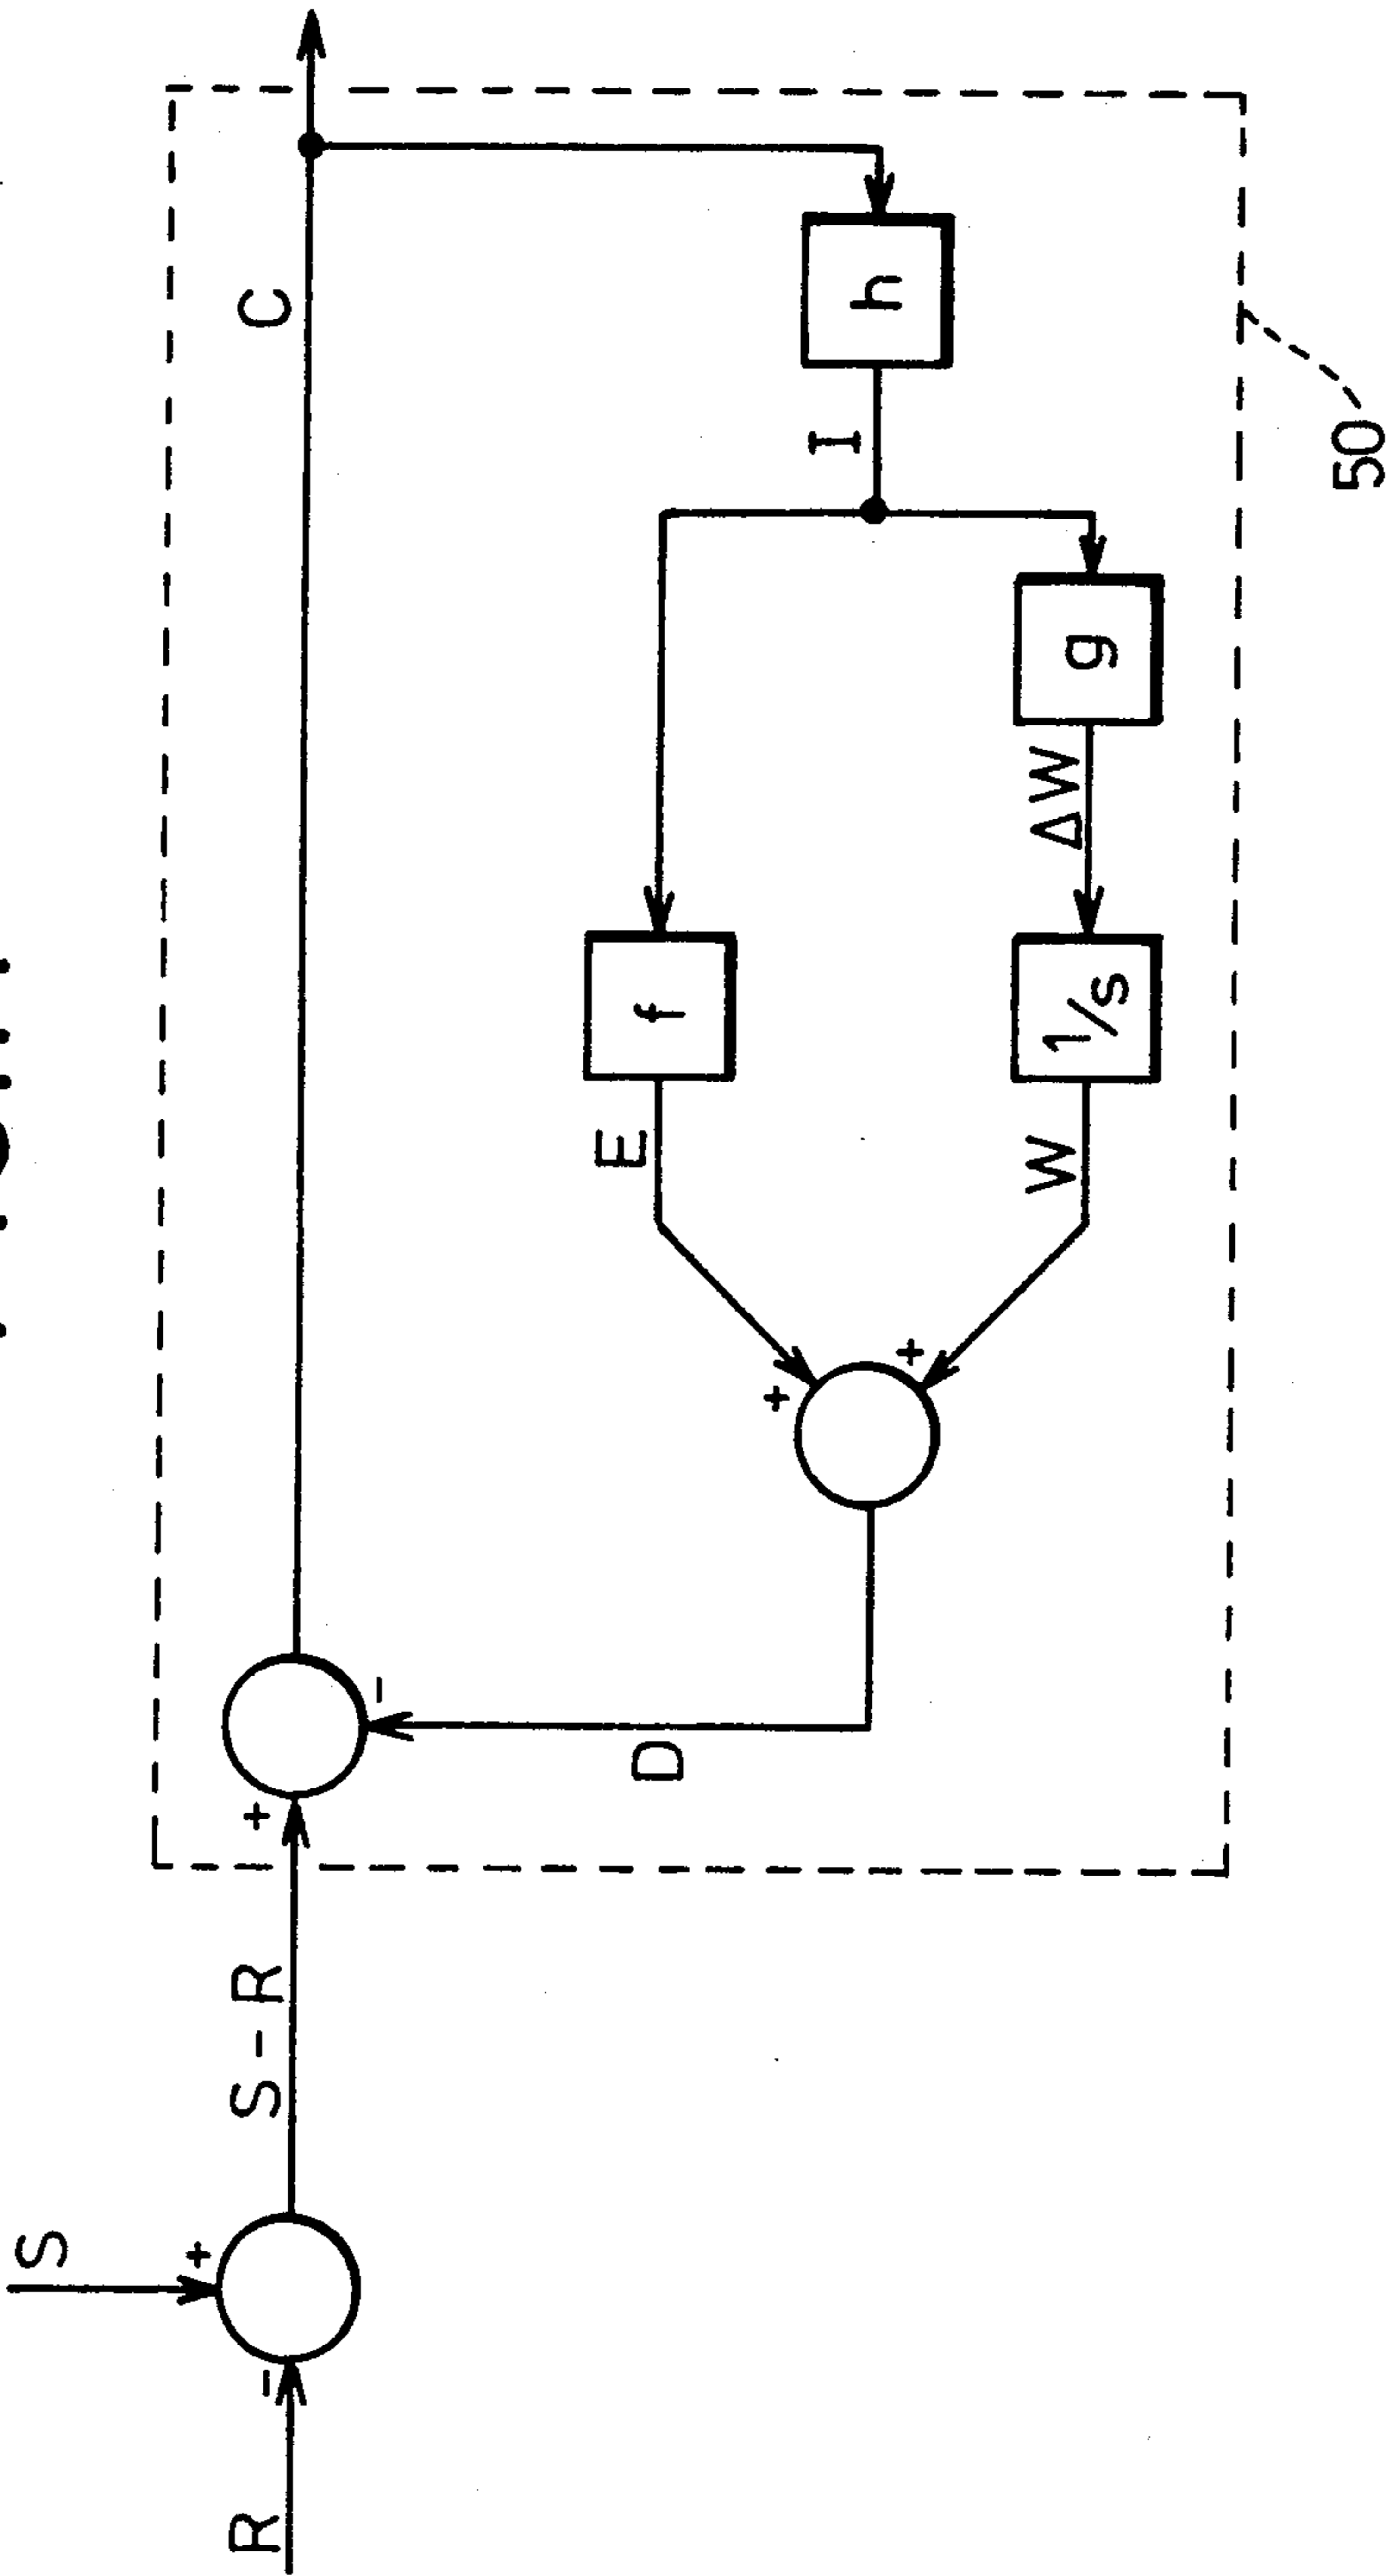 S
R
-
+
S-R
+
-
C
D
+
+
E
f
W
1/s
ΔW
g
I
h
50